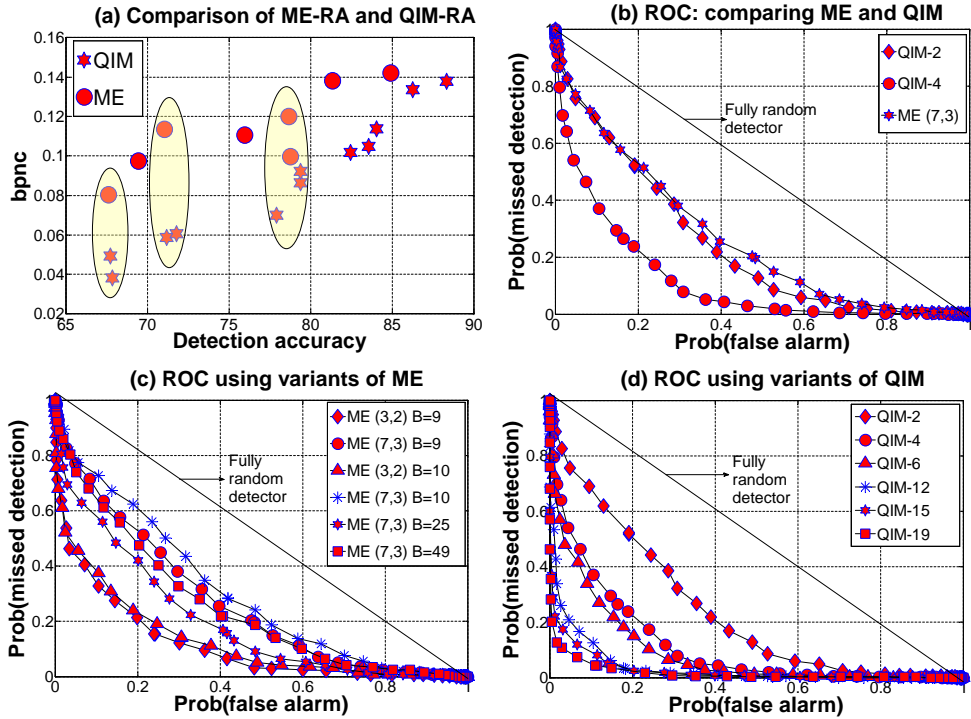 (a) Comparison of ME-RA and QIM-RA
bpnc
0.16
0.14
0.12
0.1
0.08
0.06
0.04
0.02
QIM
ME
65 70 75 80 85 90
Detection accuracy
(b) ROC: comparing ME and QIM
Prob(missed detection)
1
0.8
0.6
0.4
0.2
0
QIM-2
QIM-4
ME (7,3)
Fully random
detector
0 0.2 0.4 0.6 0.8 1
Prob(false alarm)
(c) ROC using variants of ME
Prob(missed detection)
1
0.8
0.6
0.4
0.2
0
Fully
random
detector
ME (3,2) B=9
ME (7,3) B=9
ME (3,2) B=10
ME (7,3) B=10
ME (7,3) B=25
ME (7,3) B=49
0 0.2 0.4 0.6 0.8 1
Prob(false alarm)
(d) ROC using variants of QIM
Prob(missed detection)
1
0.8
0.6
0.4
0.2
0
Fully
random
detector
QIM-2
QIM-4
QIM-6
QIM-12
QIM-15
QIM-19
0 0.2 0.4 0.6 0.8 1
Prob(false alarm)